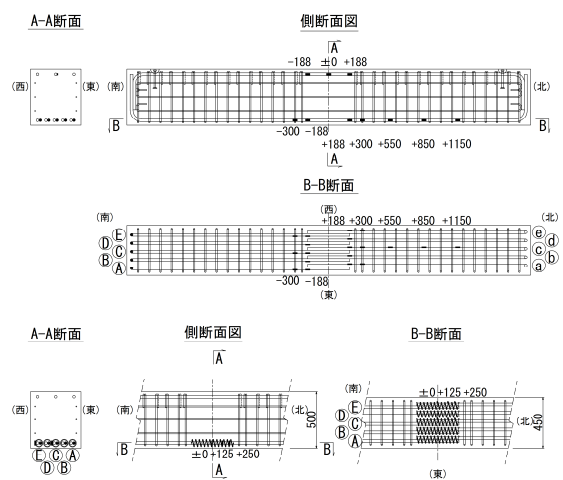 A-A断面
側断面図
A
-188 ±0 +188
(西) (東) (南) (北)
B B
-300 -188
+188 +300 +550 +850 +1150
A
B-B断面
(西)
(南) +188 +300 +550 +850 +1150 (北)
E e
D d
C c
B b
A a
-300 -188
(東)
A-A断面 側断面図 B-B断面
A
(南) ±0 +125 +250
(西) (東) (南) (北) 500
E
D
C
B
A
(北) 450
B B
±0 +125 +250
E C A
D B
A
(東)